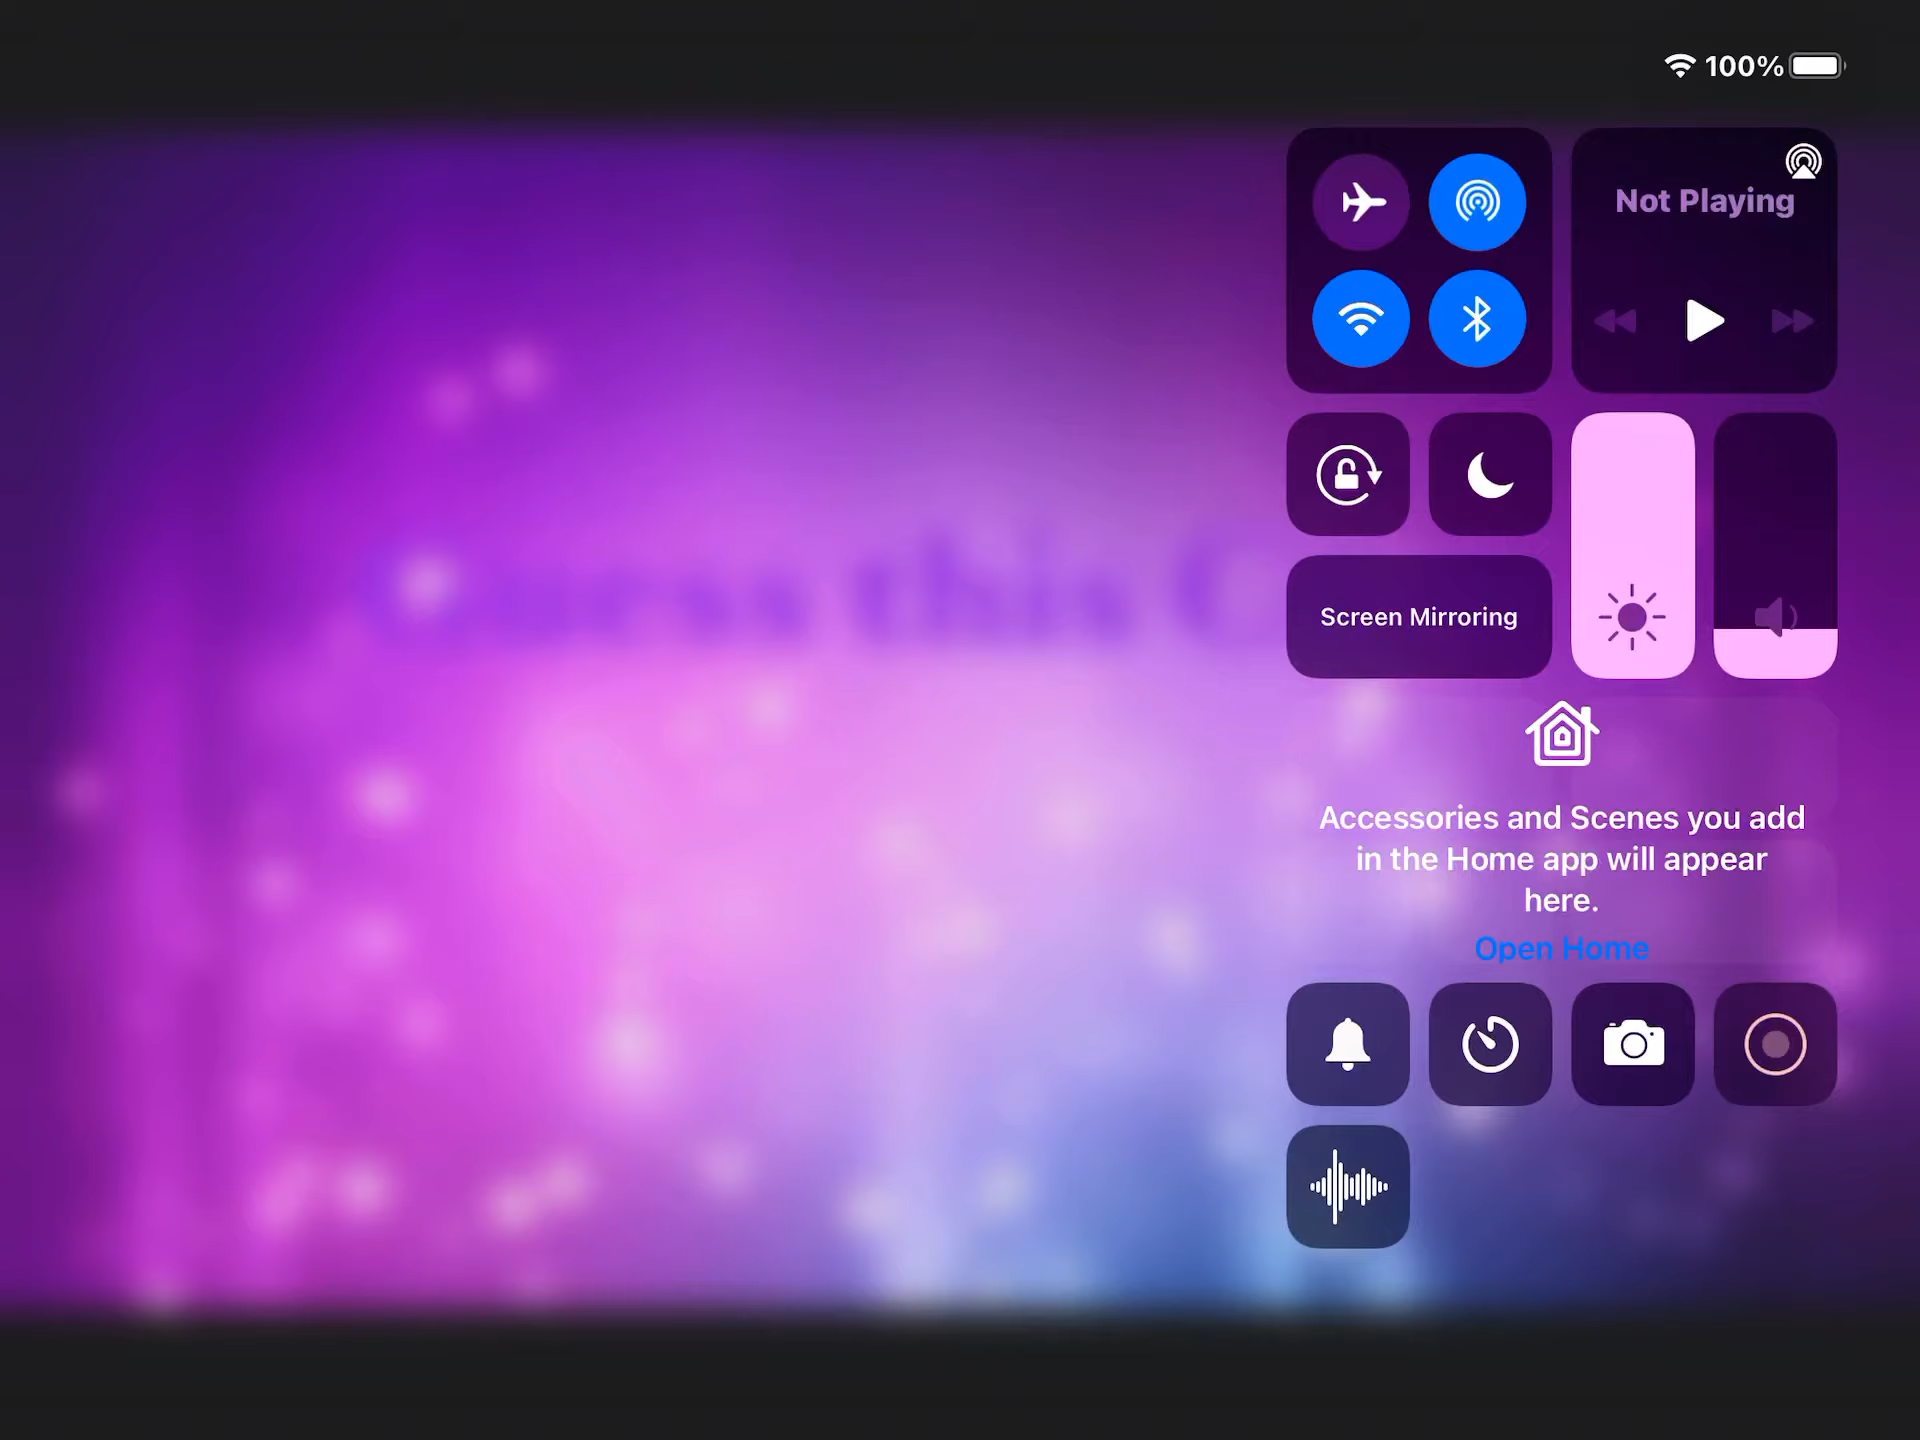 100%
Not Playing
Screen Mirroring
Accessories and Scenes you add
in the Home app will appear
here.
Open Home
this